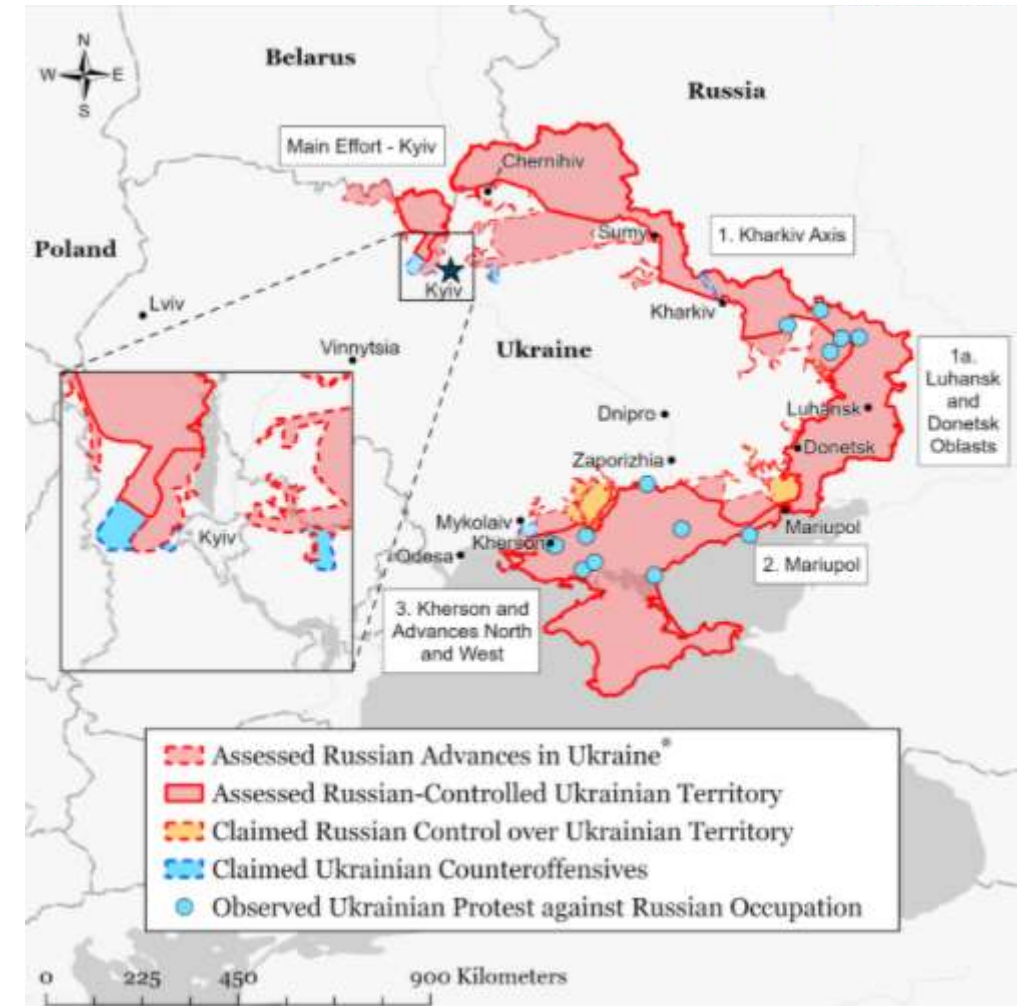 N
W E
S
Belarus
Russia
Main Effort - Kyiv
Chernihiv
Poland
Sumy
1. Kharkiv Axis
Kyiv
Lviv
Kharkiv
Vinnytsia
Ukraine
1a.
Luhansk
and
Donetsk
Oblasts
Dnipro
Luhansk
Donetsk
Zaporizhia
Mykolaiv
Mariupol
Kyiv
Kherson
Odesa
2. Mariupol
3. Kherson and
Advances North
and West
Assessed Russian Advances in Ukraine*
Assessed Russian-Controlled Ukrainian Territory
Claimed Russian Control over Ukrainian Territory
Claimed Ukrainian Counteroffensives
Observed Ukrainian Protest against Russian Occupation
0 225 450 900 Kilometers